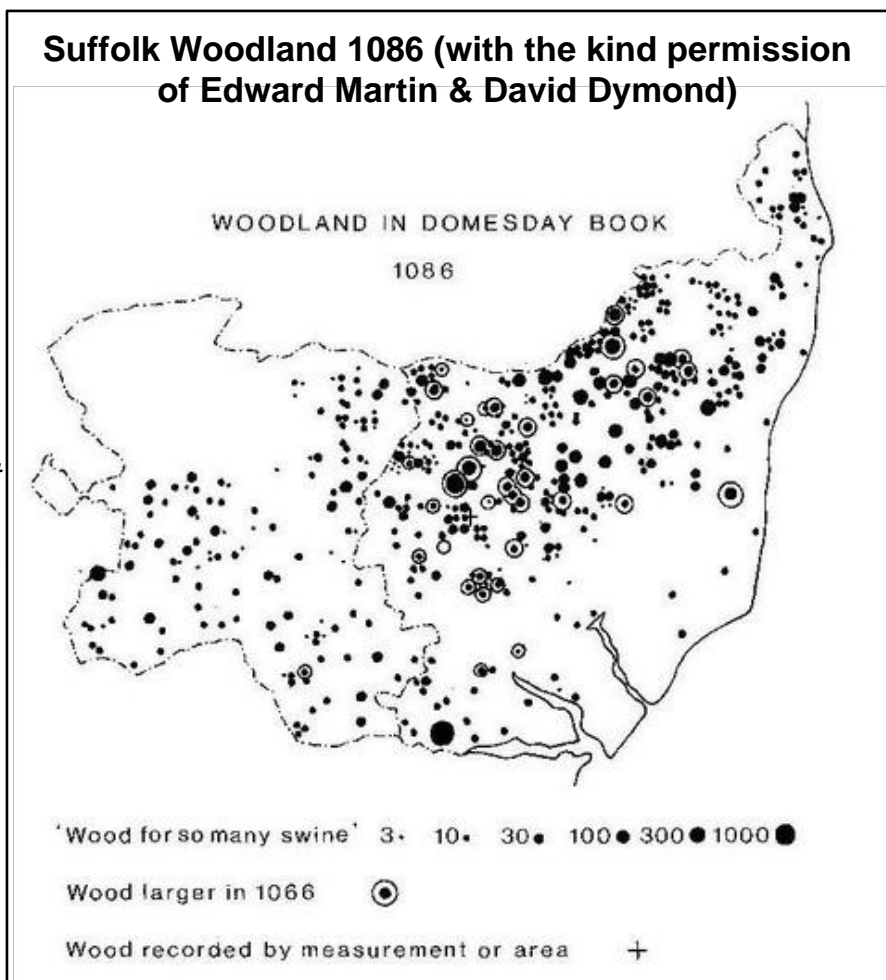 Suffolk Woodland 1086 (with the kind permission
of Edward Martin & David Dymond)
WOODLAND IN DOMESDAY BOOK
1086
'Wood for so many swine' 3 10 30 100 300 1000
Wood larger in 1066
Wood recorded by measurement or area +